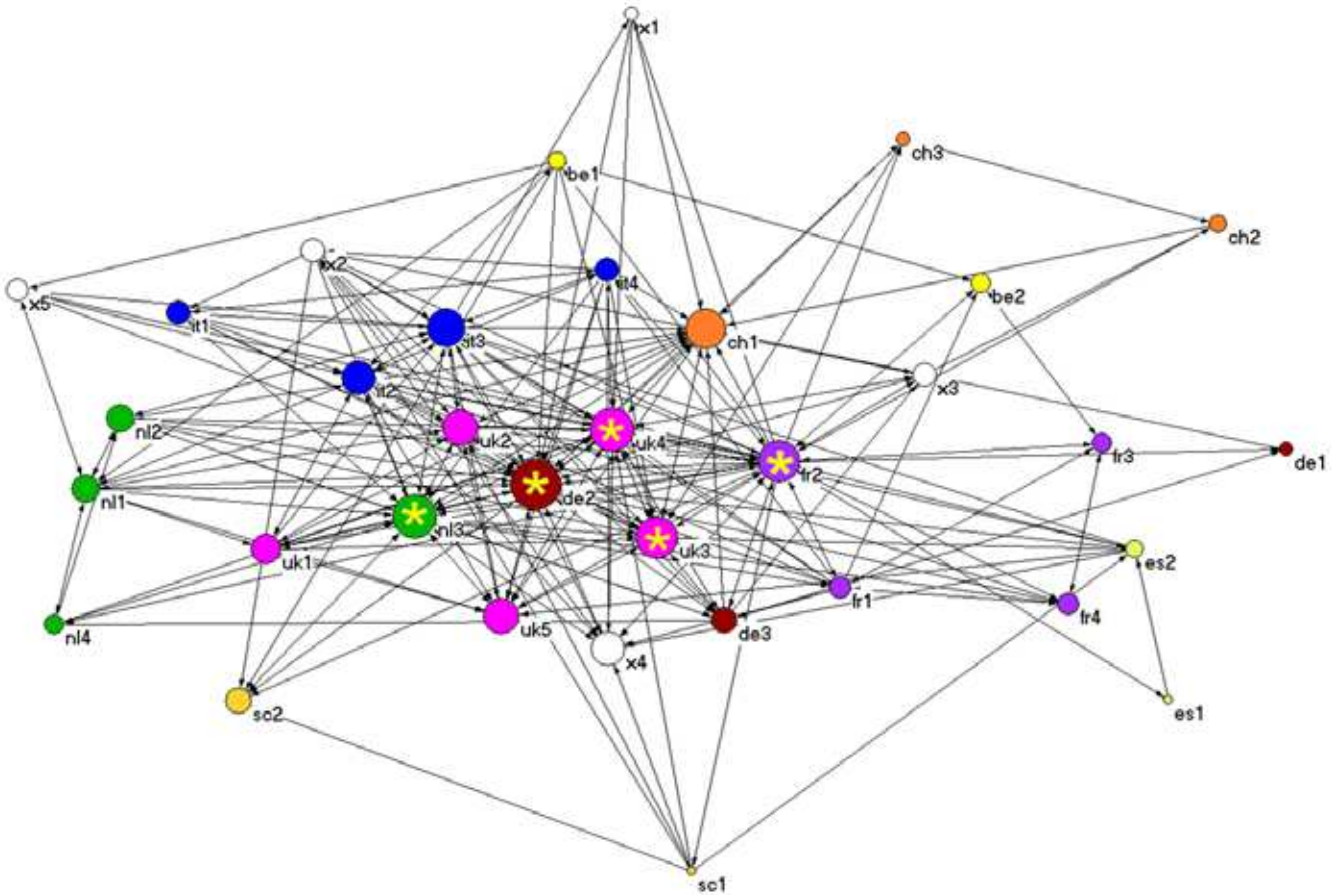 x1
ch3
be1
ch2
x2
it4
be2
x5
it1
it3
ch1
it2
x3
nl2
uk2
uk4
fr2
fr3
de1
nl1
*
*
*
de2
nl3
*
uk3
*
uk1
es2
fr1
fr4
nl4
uk5
de3
x4
sc2
es1
sc1